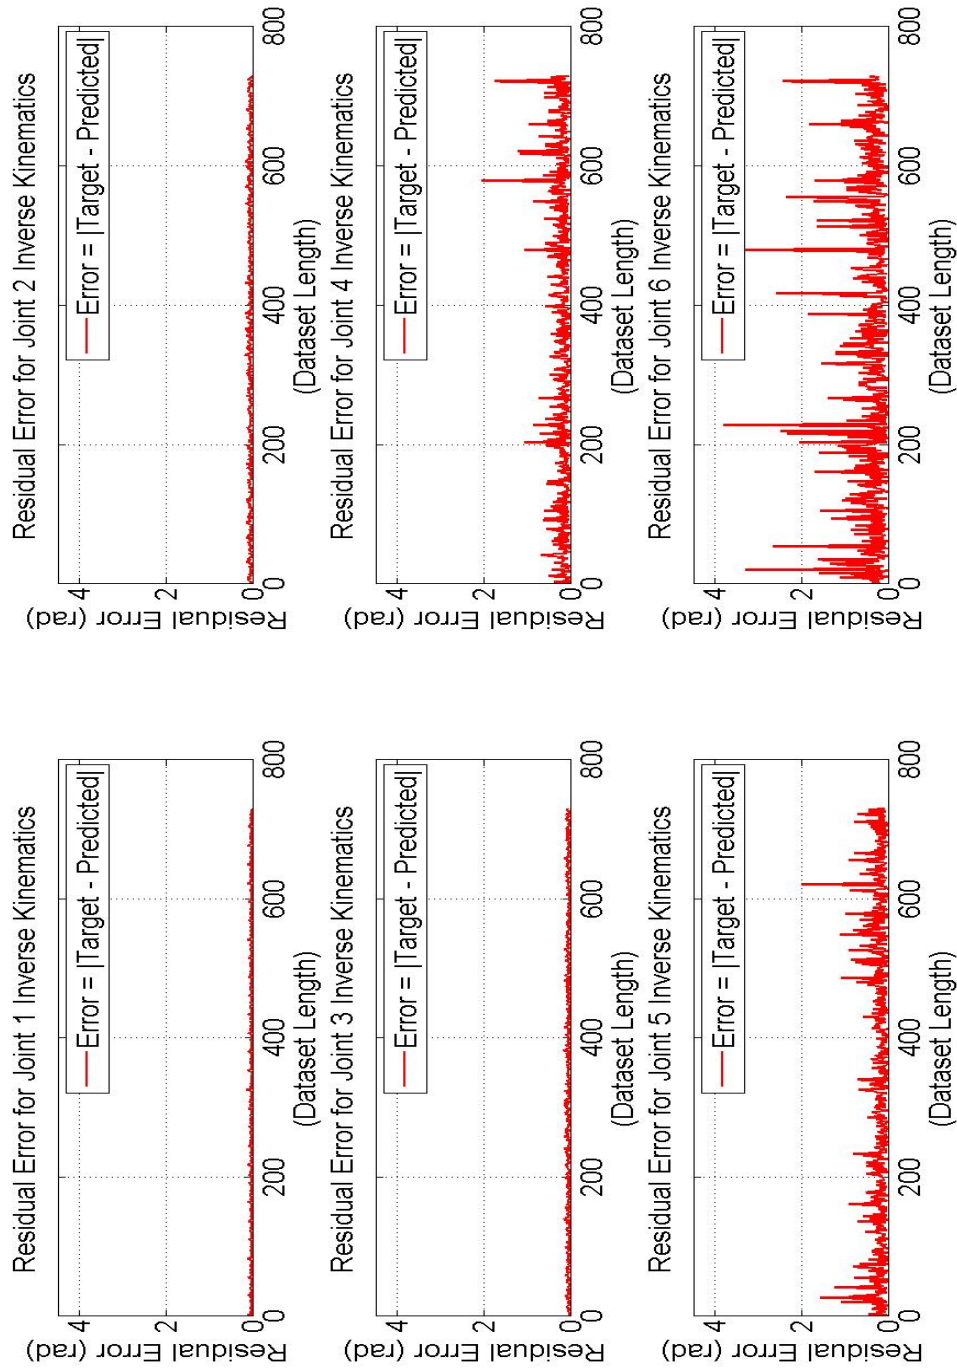 Residual Error for Joint 1 Inverse Kinematics
Error = |Target - Predicted|
Residual Error (rad)
4
2
0
0 200 400 600 800
(Dataset Length)
Residual Error for Joint 2 Inverse Kinematics
Error = |Target - Predicted|
Residual Error (rad)
4
2
0
0 200 400 600 800
(Dataset Length)
Residual Error for Joint 3 Inverse Kinematics
Error = |Target - Predicted|
Residual Error (rad)
4
2
0
0 200 400 600 800
(Dataset Length)
Residual Error for Joint 4 Inverse Kinematics
Error = |Target - Predicted|
Residual Error (rad)
4
2
0
0 200 400 600 800
(Dataset Length)
Residual Error for Joint 5 Inverse Kinematics
Error = |Target - Predicted|
Residual Error (rad)
4
2
0
0 200 400 600 800
(Dataset Length)
Residual Error for Joint 6 Inverse Kinematics
Error = |Target - Predicted|
Residual Error (rad)
4
2
0
0 200 400 600 800
(Dataset Length)